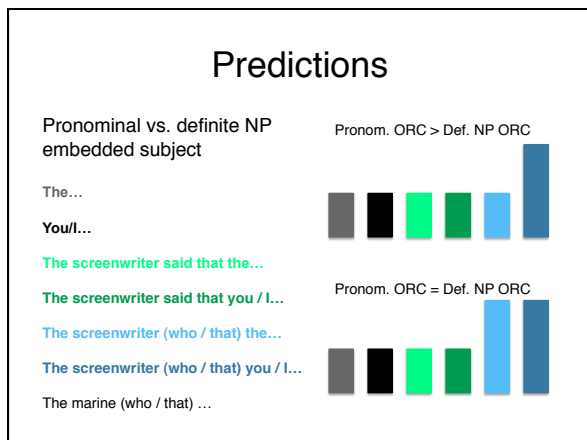 Predictions
Pronominal vs. definite NP
embedded subject
The…
You/I…
The screenwriter said that the…
The screenwriter said that you / I…
The screenwriter (who / that) the…
The screenwriter (who / that) you / I…
The marine (who / that) …
Pronom. ORC > Def. NP ORC
Pronom. ORC = Def. NP ORC